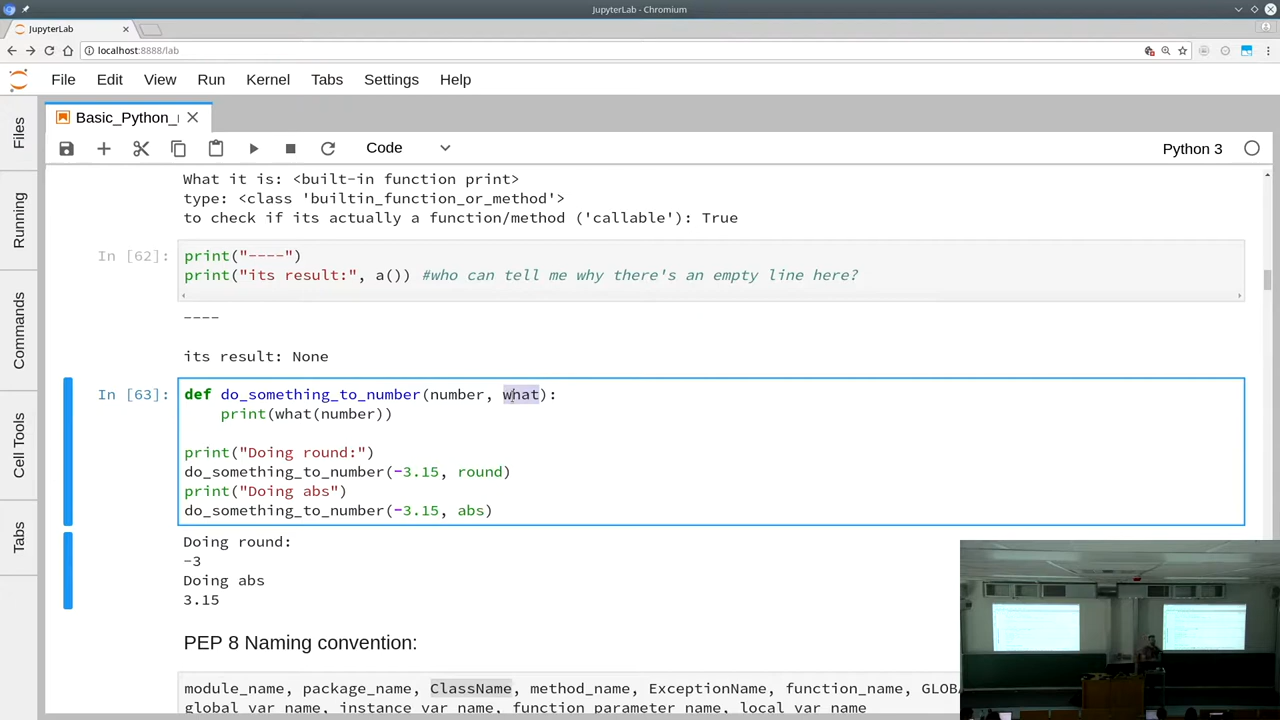 JupyterLab - Chromium
JupyterLab
localhost:8888/lab
File Edit View Run Kernel Tabs Settings Help
Basic_Python_
Code
Python 3
Files
Running
Commands
Cell Tools
Tabs
What it is: <built-in function print>
type: <class 'builtin_function_or_method'>
to check if its actually a function/method ('callable'): True
In [62]:
print("----")
print("its result:", a()) #who can tell me why there's an empty line here?
----
its result: None
In [63]:
def do_something_to_number(number, what):
print(what(number))
print("Doing round:")
do_something_to_number(-3.15, round)
print("Doing abs")
do_something_to_number(-3.15, abs)
Doing round:
-3
Doing abs
3.15
PEP 8 Naming convention:
module_name, package_name, ClassName, method_name, ExceptionName, function_name, GLO
global_var_name, instance_var_name, function_parameter_name, local_var_name